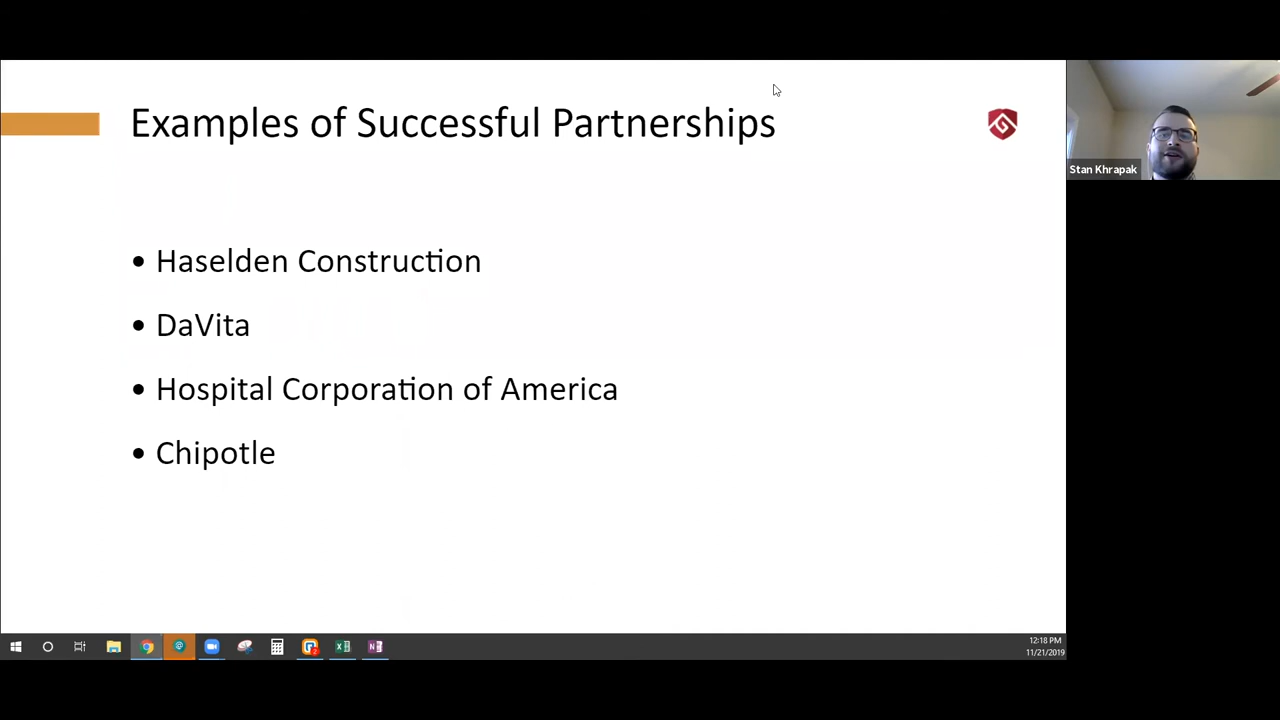 Examples of Successful Partnerships
Stan Khrapak
• Haselden Construction
• DaVita
• Hospital Corporation of America
• Chipotle
12:18 PM
11/21/2019